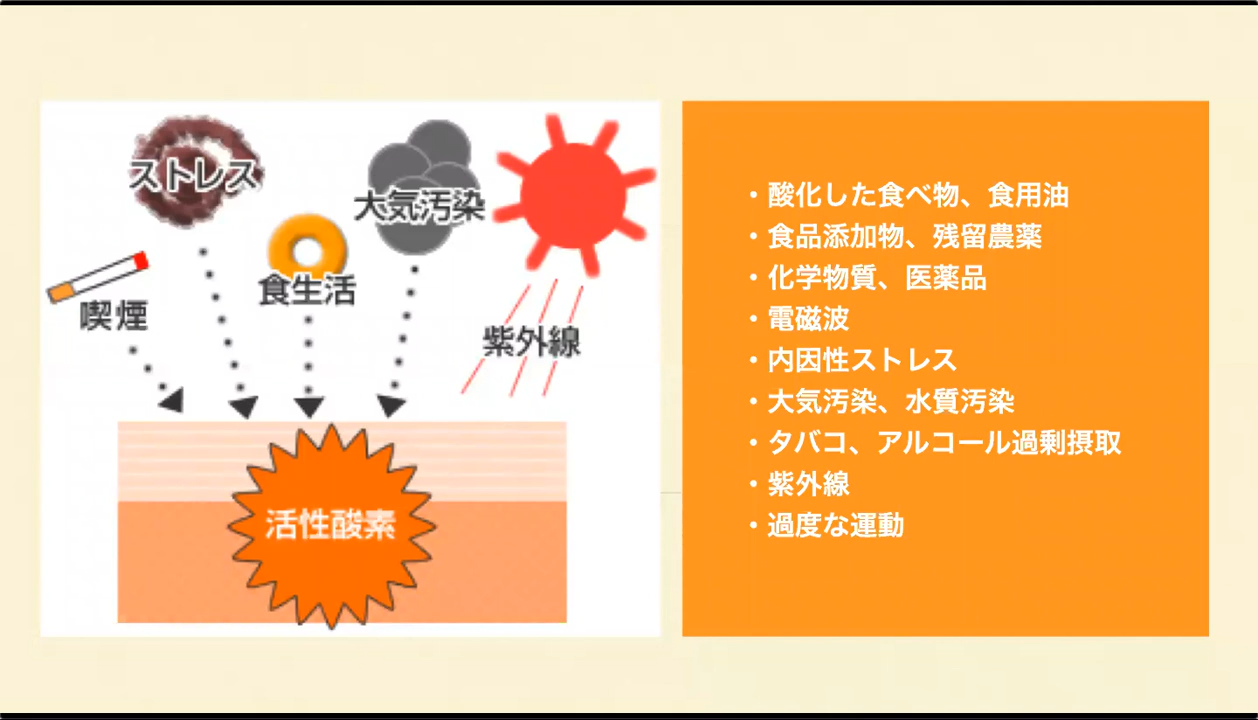 ストレス
大気汚染
食生活
喫煙
紫外線
活性酸素
・酸化した食べ物、食用油
・食品添加物、残留農薬
・化学物質、医薬品
・電磁波
・内因性ストレス
・大気汚染、水質汚染
・タバコ、アルコール過剰摂取
・紫外線
・過度な運動